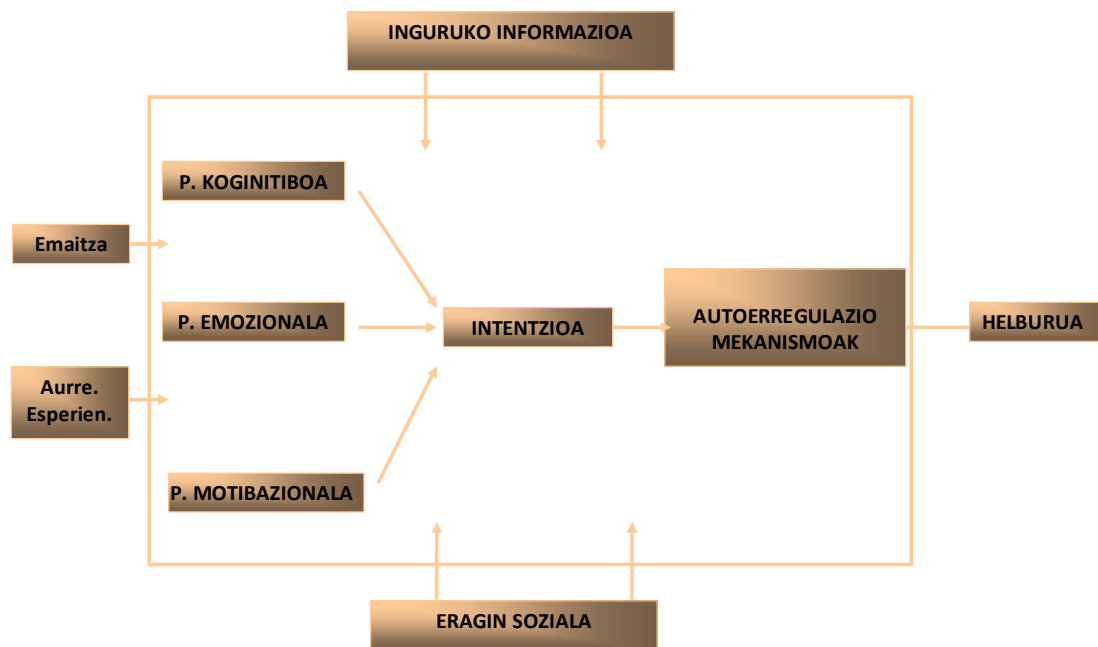 INGURUKO INFORMAZIOA
P. KOGINITIBOA
Emaitza
P. EMOZIONALA
INTENTZIOA
AUTOERREGULAZIO
MEKANISMOAK
HELBURUA
Aurre.
Esperien.
P. MOTIBAZIONALA
ERAGIN SOZIALA